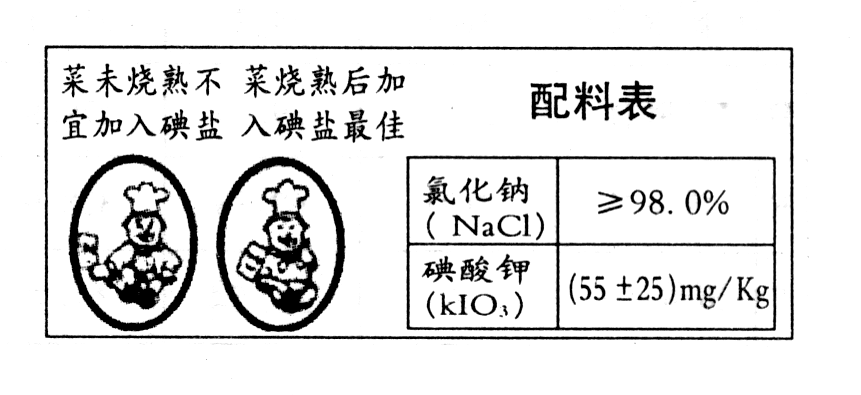 菜未烧熟不
宜加入碘盐
菜烧熟后加
入碘盐最佳
配料表
氯化钠
( NaCl)
≥98.0%
碘酸钾
(kIO₃)
(55 ±25)mg/Kg